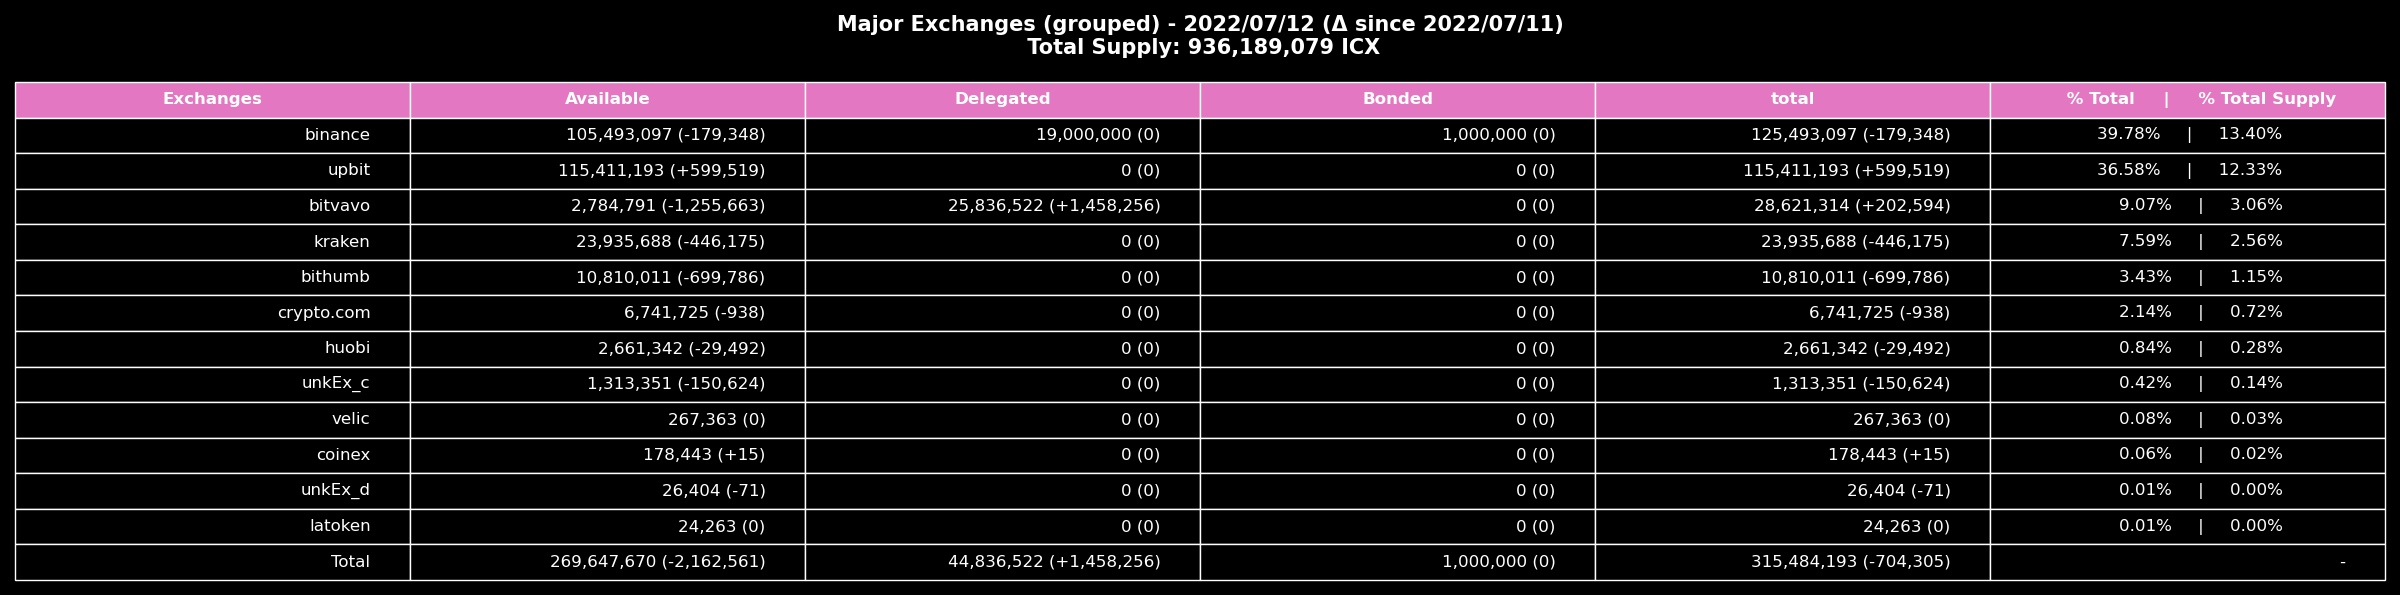 Major Exchanges (grouped) - 2022/07/12 (Δ since 2022/07/11)
Total Supply: 936,189,079 ICX
Exchanges Available Delegated Bonded total % Total | % Total Supply
binance 105,493,097 (-179,348) 19,000,000 (0) 1,000,000 (0) 125,493,097 (-179,348) 39.78% | 13.40%
upbit 115,411,193 (+599,519) 0 (0) 0 (0) 115,411,193 (+599,519) 36.58% | 12.33%
bitvavo 2,784,791 (-1,255,663) 25,836,522 (+1,458,256) 0 (0) 28,621,314 (+202,594) 9.07% | 3.06%
kraken 23,935,688 (-446,175) 0 (0) 0 (0) 23,935,688 (-446,175) 7.59% | 2.56%
bithumb 10,810,011 (-699,786) 0 (0) 0 (0) 10,810,011 (-699,786) 3.43% | 1.15%
crypto.com 6,741,725 (-938) 0 (0) 0 (0) 6,741,725 (-938) 2.14% | 0.72%
huobi 2,661,342 (-29,492) 0 (0) 0 (0) 2,661,342 (-29,492) 0.84% | 0.28%
unkEx_c 1,313,351 (-150,624) 0 (0) 0 (0) 1,313,351 (-150,624) 0.42% | 0.14%
velic 267,363 (0) 0 (0) 0 (0) 267,363 (0) 0.08% | 0.03%
coinex 178,443 (+15) 0 (0) 0 (0) 178,443 (+15) 0.06% | 0.02%
unkEx_d 26,404 (-71) 0 (0) 0 (0) 26,404 (-71) 0.01% | 0.00%
latoken 24,263 (0) 0 (0) 0 (0) 24,263 (0) 0.01% | 0.00%
Total 269,647,670 (-2,162,561) 44,836,522 (+1,458,256) 1,000,000 (0) 315,484,193 (-704,305) -